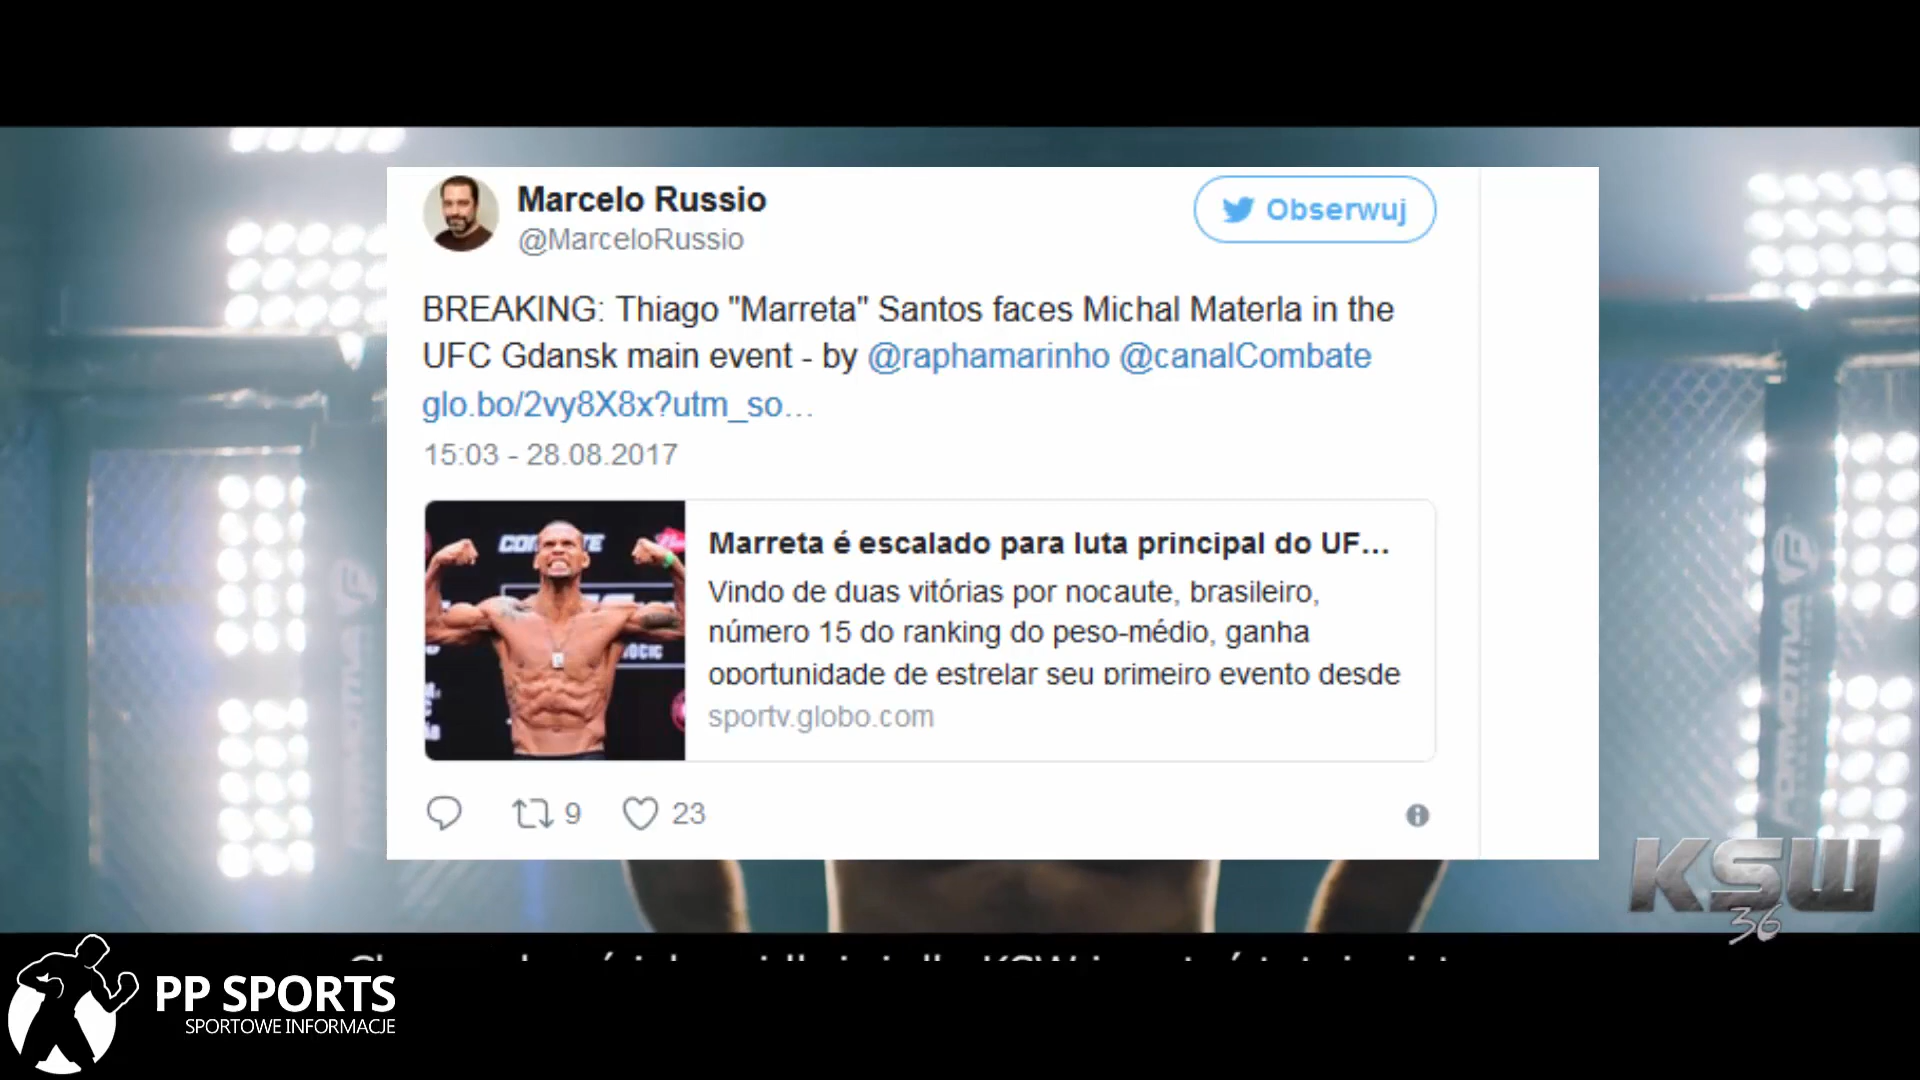 Marcelo Russio
@MarceloRussio
Obserwuj
BREAKING: Thiago "Marreta" Santos faces Michal Materla in the
UFC Gdansk main event - by @raphamarinho @canalCombate
glo.bo/2vy8X8x?utm_so…
15:03 - 28.08.2017
Marreta é escalado para luta principal do UF...
Vindo de duas vitórias por nocaute, brasileiro,
número 15 do ranking do peso-médio, ganha
oportunidade de estrelar seu primeiro evento desde
sportv.globo.com
9 23
FORMOTIVA
KSW
36
PP SPORTS
SPORTOWE INFORMACJE